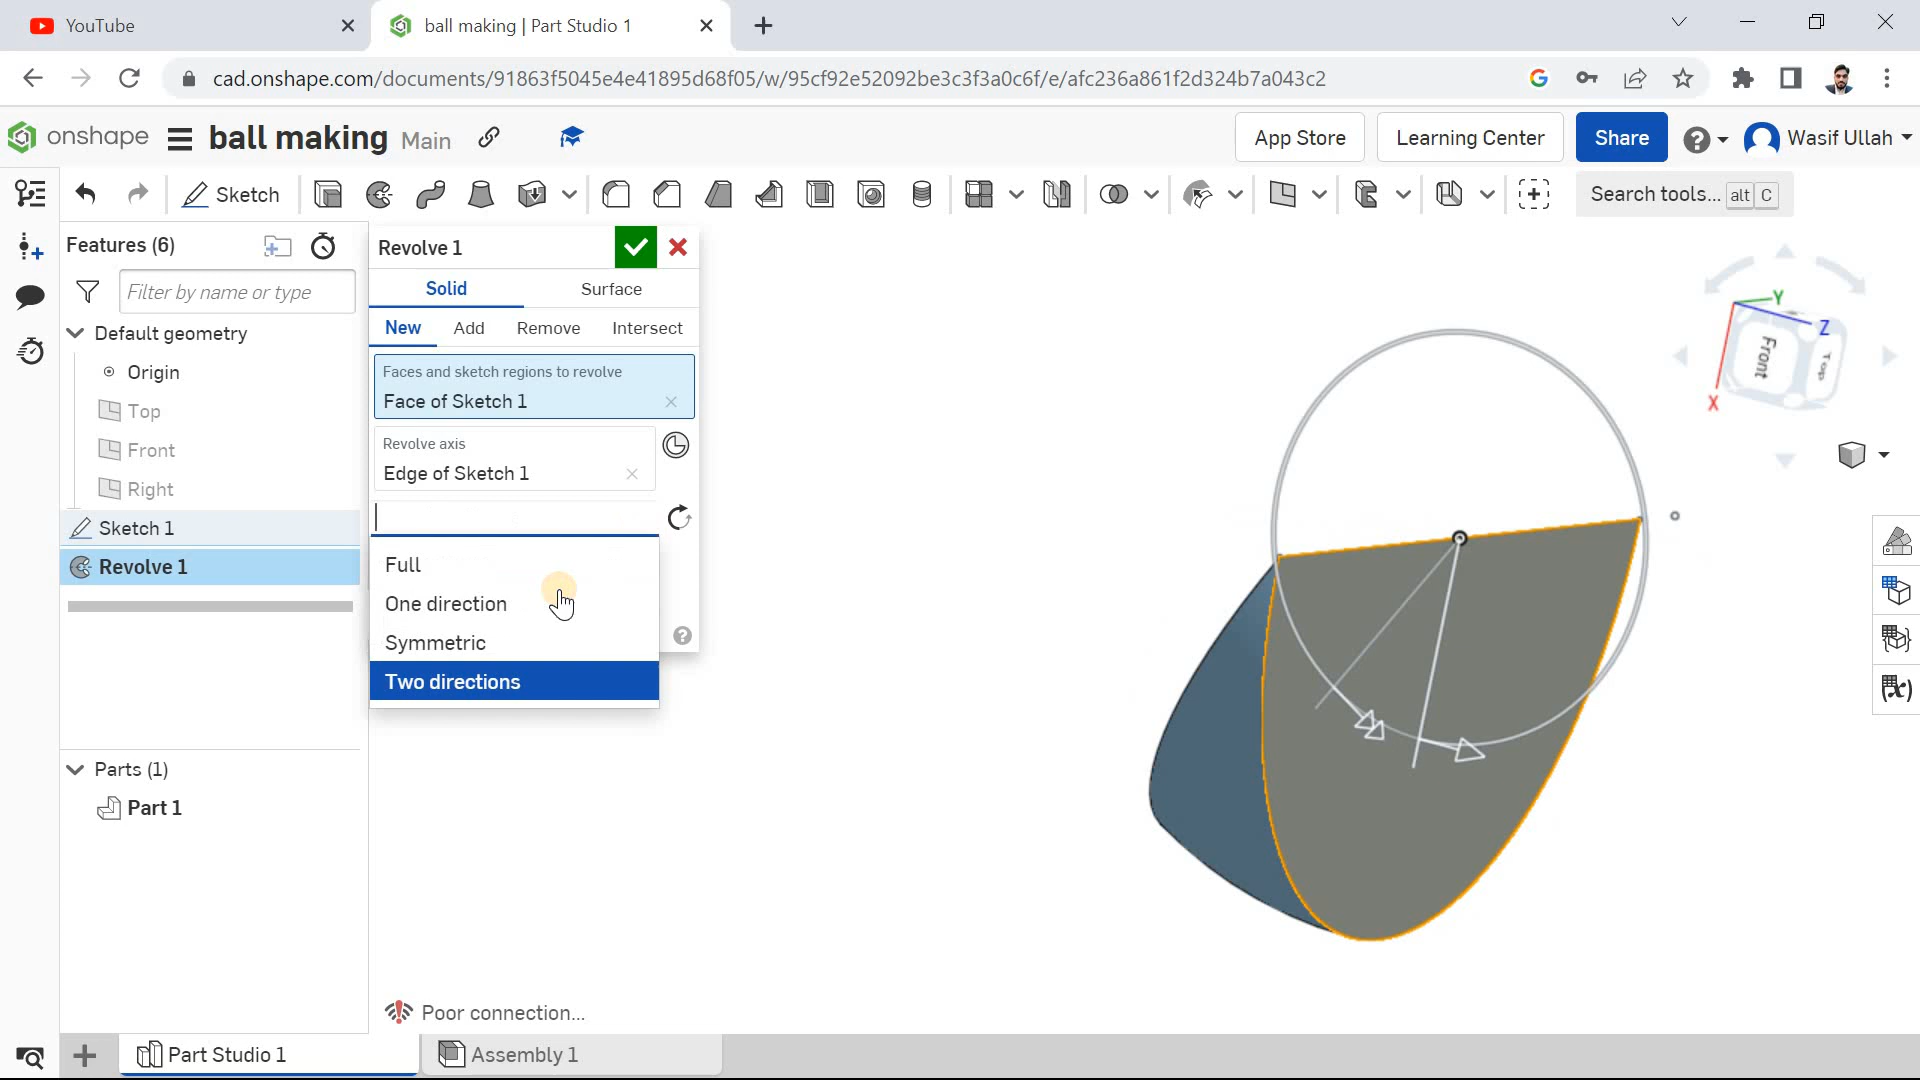 YouTube
ball making | Part Studio 1
cad.onshape.com/documents/91863f5045e4e41895d68f05/w/95cf92e52092be3c3f3a0c6f/e/afc236a861f2d324b7a043c2
onshape ball making Main
App Store
Learning Center
Share
Wasif Ullah
Sketch
Search tools... alt C
Features (6)
Filter by name or type
Default geometry
Origin
Top
Front
Right
Sketch 1
Revolve 1
Parts (1)
Part 1
Revolve 1
Solid
Surface
New
Add
Remove
Intersect
Faces and sketch regions to revolve
Face of Sketch 1
Revolve axis
Edge of Sketch 1
Full
One direction
Symmetric
Two directions
Y
Z
X
Front
Top
Poor connection...
Part Studio 1
Assembly 1